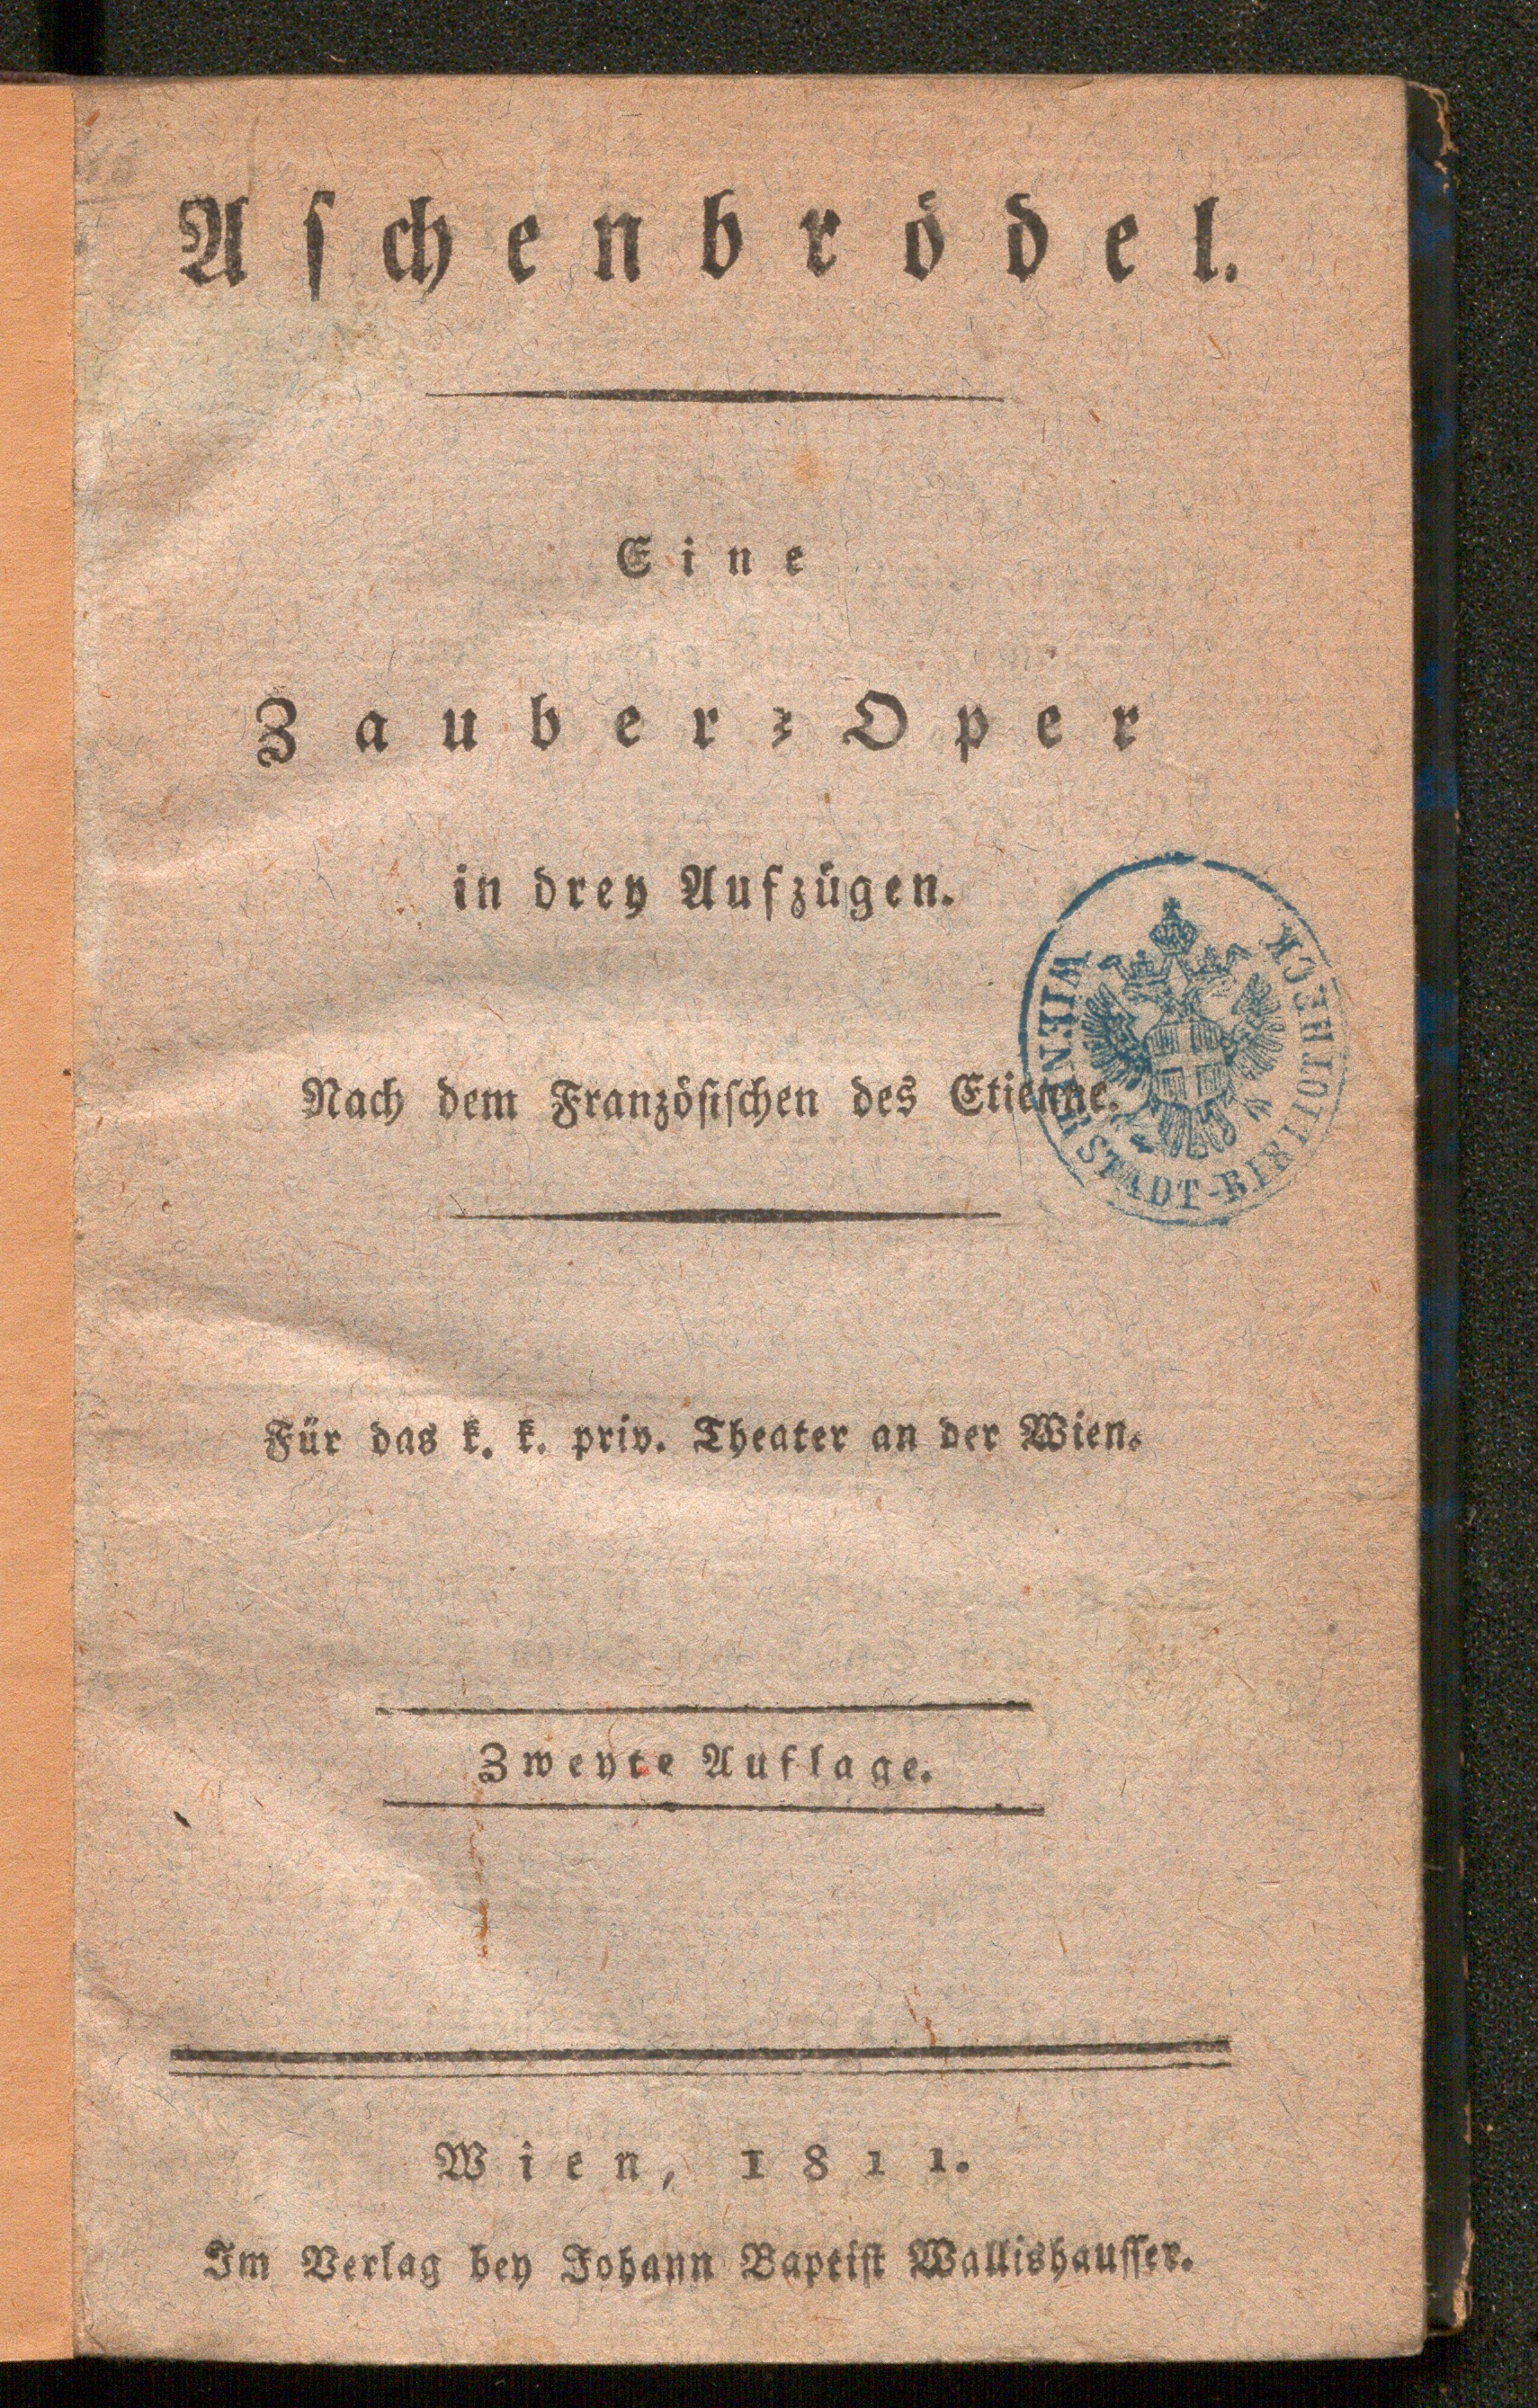 Aſchenbrödel.
Eine
Zauber⸗Oper
in drey Aufzügen.
Nach dem Franzöſiſchen des Etienne.
WIENER STADT-BIBLIOTHECK
Für das k. k. priv. Theater an der Wien.
Zweyte Auflage.
Wien, 1811.
Im Verlag bey Johann Baptiſt Wallishauſſer.